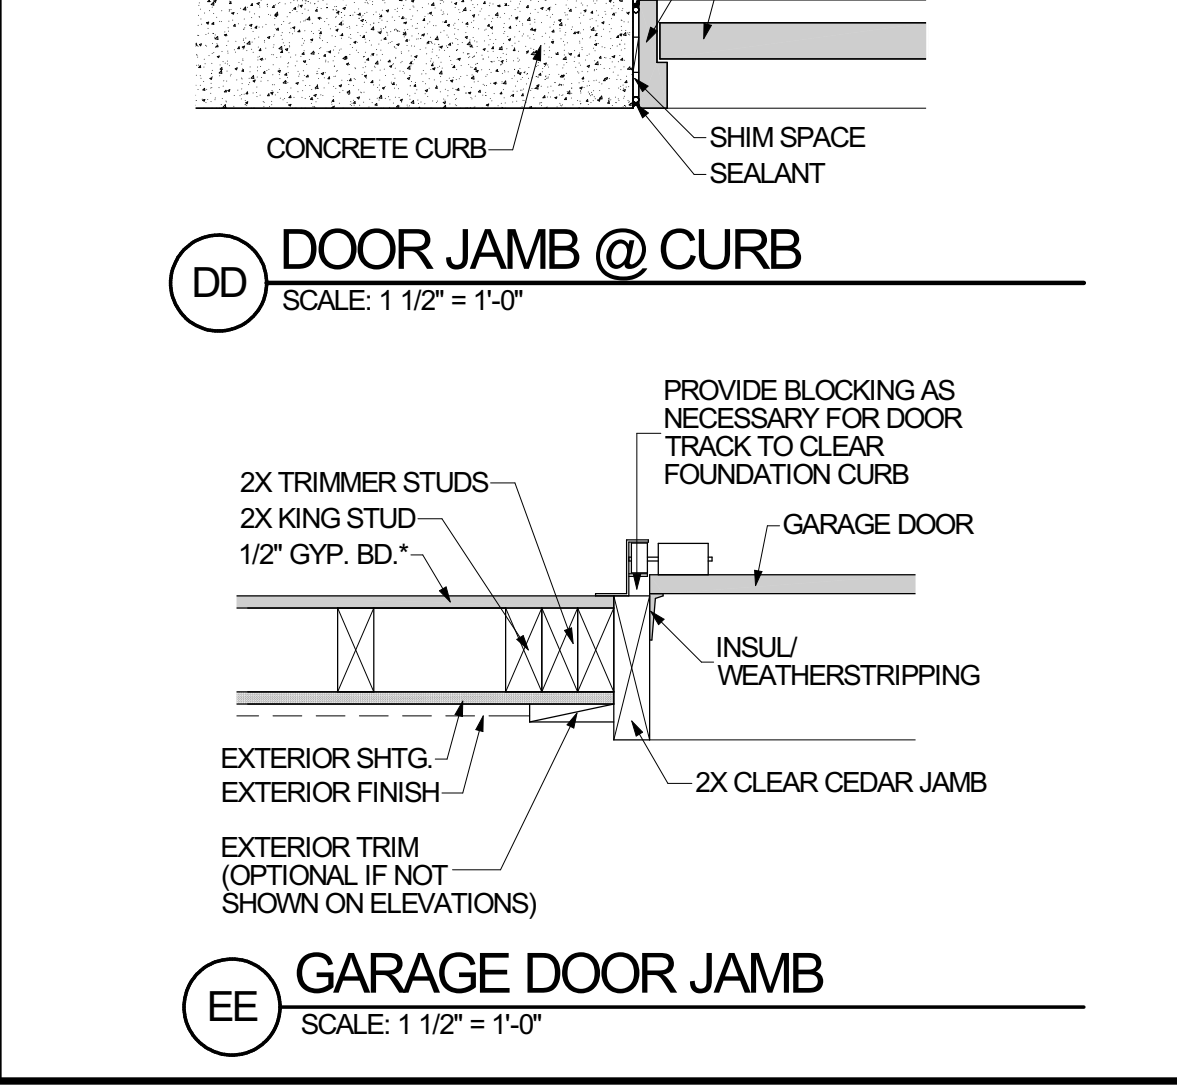 CONCRETE CURB
SHIM SPACE
SEALANT
DD
DOOR JAMB @ CURB
SCALE: 1 1/2" = 1'-0"
PROVIDE BLOCKING AS
NECESSARY FOR DOOR
TRACK TO CLEAR
FOUNDATION CURB
2X TRIMMER STUDS
2X KING STUD
1/2" GYP. BD.*
GARAGE DOOR
INSUL/
WEATHERSTRIPPING
EXTERIOR SHTG.
EXTERIOR FINISH
2X CLEAR CEDAR JAMB
EXTERIOR TRIM
(OPTIONAL IF NOT
SHOWN ON ELEVATIONS)
EE
GARAGE DOOR JAMB
SCALE: 1 1/2" = 1'-0"